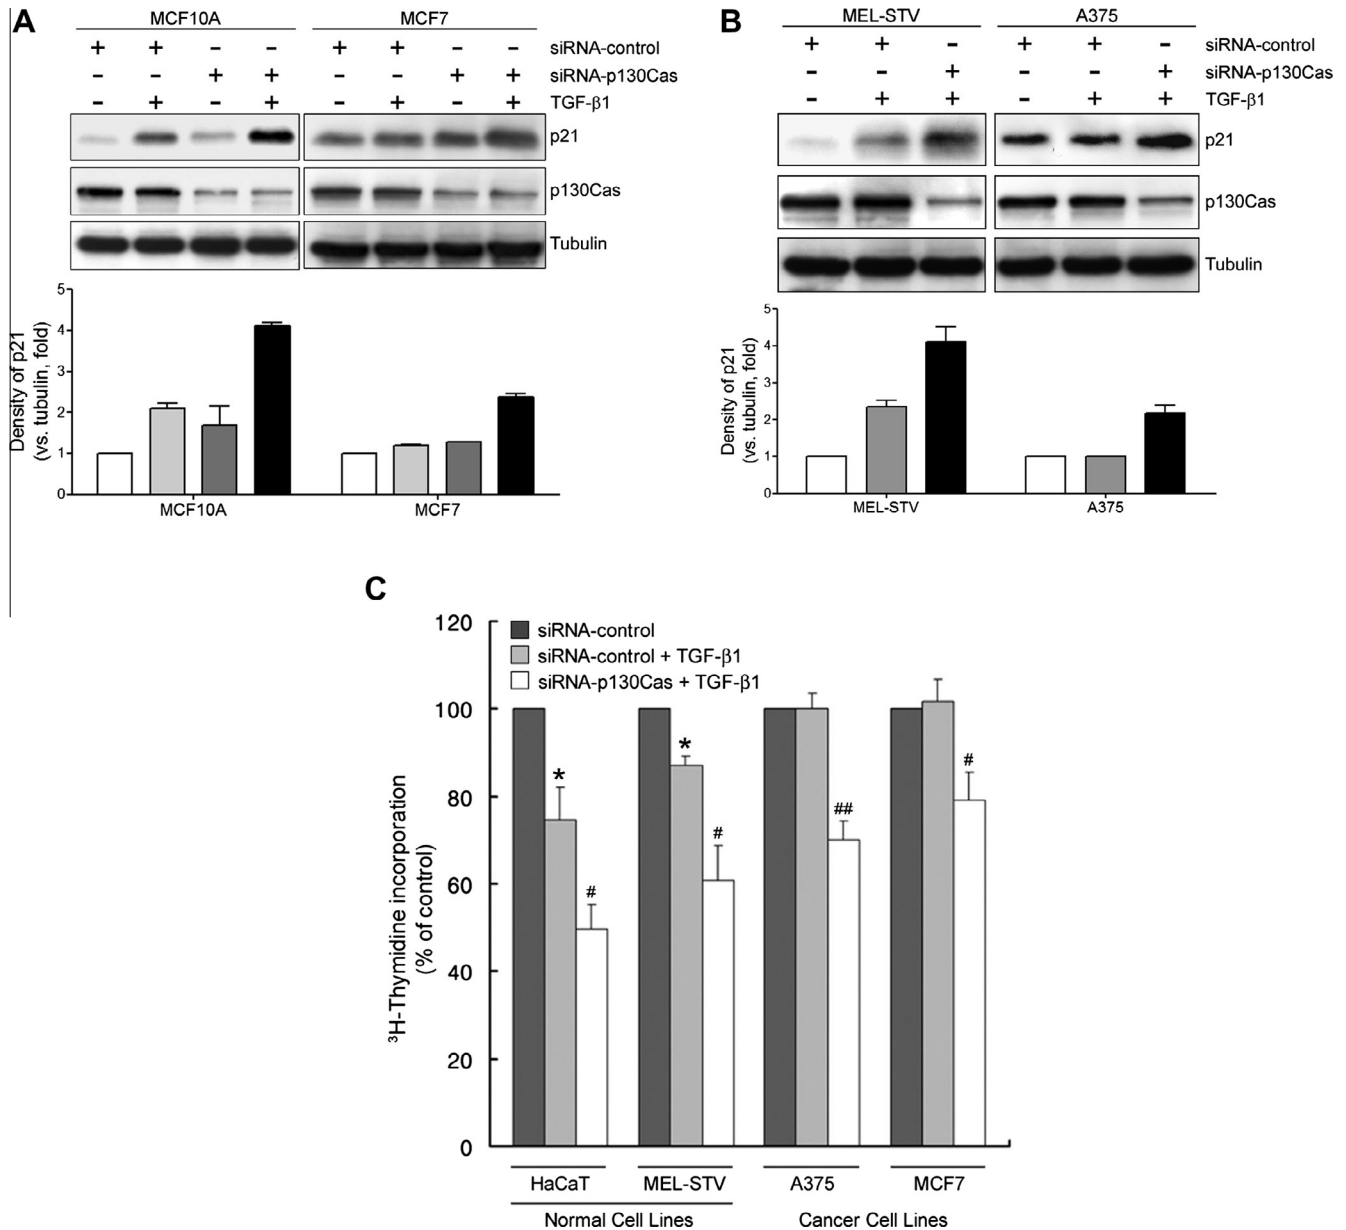 A
MCF10A MCF7
+ + - - + + - - siRNA-control
- - + + - - + + siRNA-p130Cas
- + - + - + - + TGF-β1
p21
p130Cas
Tubulin
Density of p21
(vs. tubulin, fold)
5
4
3
2
1
0
MCF10A MCF7
B
MEL-STV A375
+ + - + + - siRNA-control
- - + - - + siRNA-p130Cas
- + + - + + TGF-β1
p21
p130Cas
Tubulin
Density of p21
(vs. tubulin, fold)
5
4
3
2
1
0
MEL-STV A375
C
siRNA-control
siRNA-control + TGF-β1
siRNA-p130Cas + TGF-β1
³H-Thymidine incorporation
(% of control)
120
100
80
60
40
20
0
* # * # ## #
HaCaT MEL-STV A375 MCF7
Normal Cell Lines Cancer Cell Lines